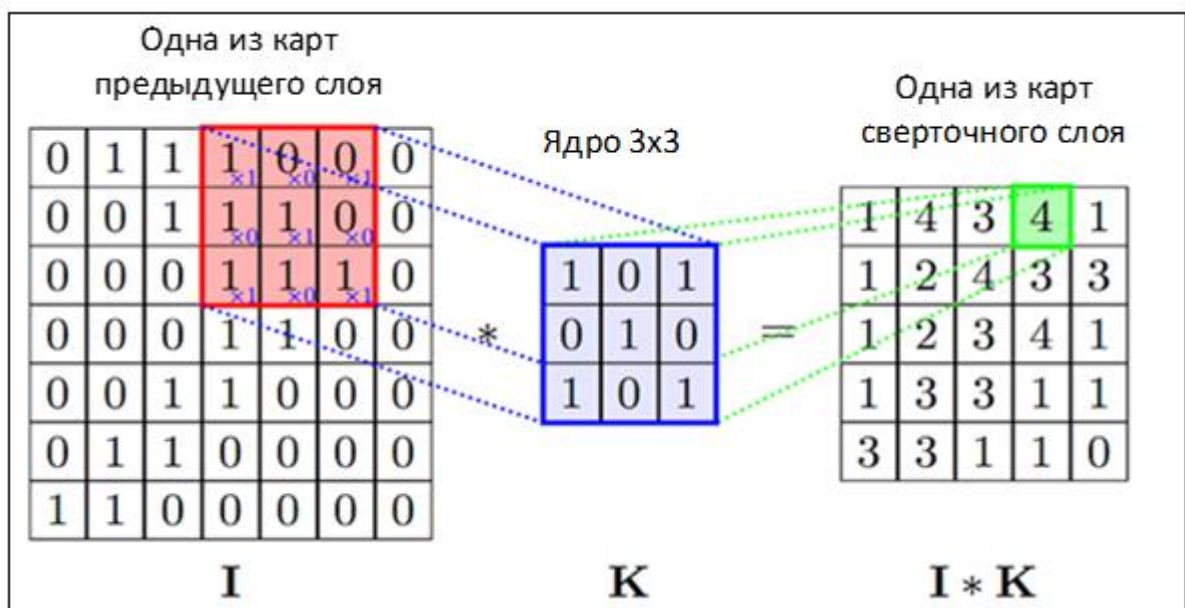 Одна из карт
предыдущего слоя
Ядро 3x3
Одна из карт
сверточного слоя
0 1 1 1 0 0 0
×1 ×0 ×1
0 0 1 1 1 0 0
×0 ×1 ×0
0 0 0 1 1 1 0
×1 ×0 ×1
0 0 0 1 1 0 0
0 0 1 1 0 0 0
0 1 1 0 0 0 0
1 1 0 0 0 0 0
I
*
1 0 1
0 1 0
1 0 1
K
=
1 4 3 4 1
1 2 4 3 3
1 2 3 4 1
1 3 3 1 1
3 3 1 1 0
I * K